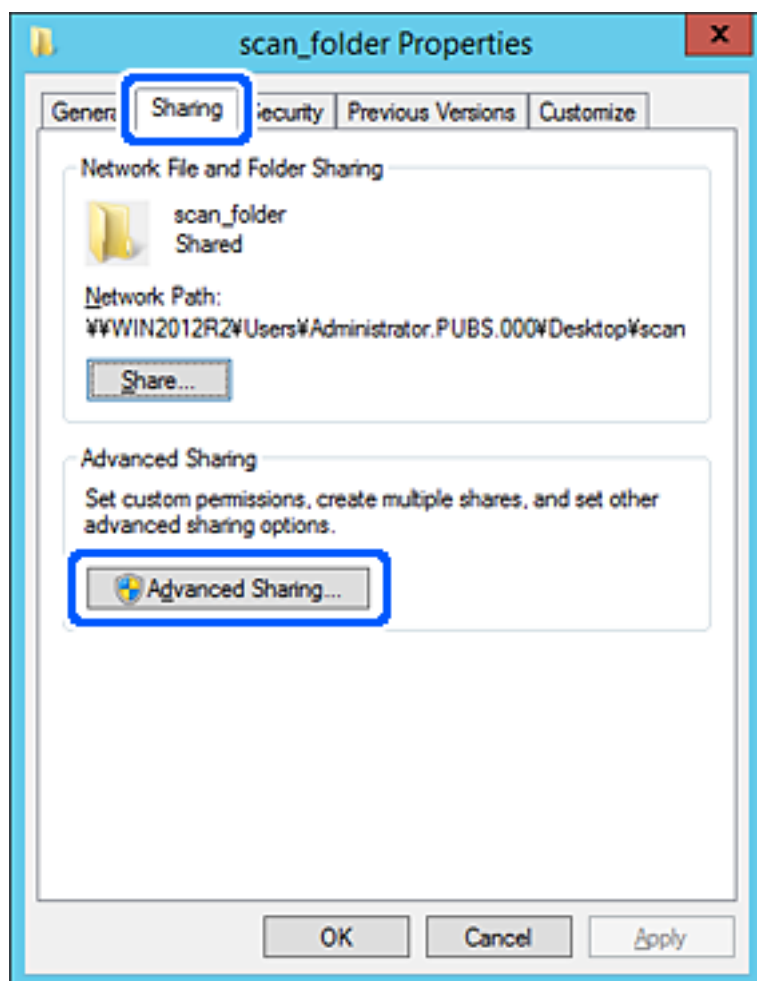 scan_folder Properties
x
General Sharing Security Previous Versions Customize
Network File and Folder Sharing
scan_folder
Shared
Network Path:
¥¥WIN2012R2¥Users¥Administrator.PUBS.000¥Desktop¥scan
Share...
Advanced Sharing
Set custom permissions, create multiple shares, and set other
advanced sharing options.
Advanced Sharing...
OK Cancel Apply